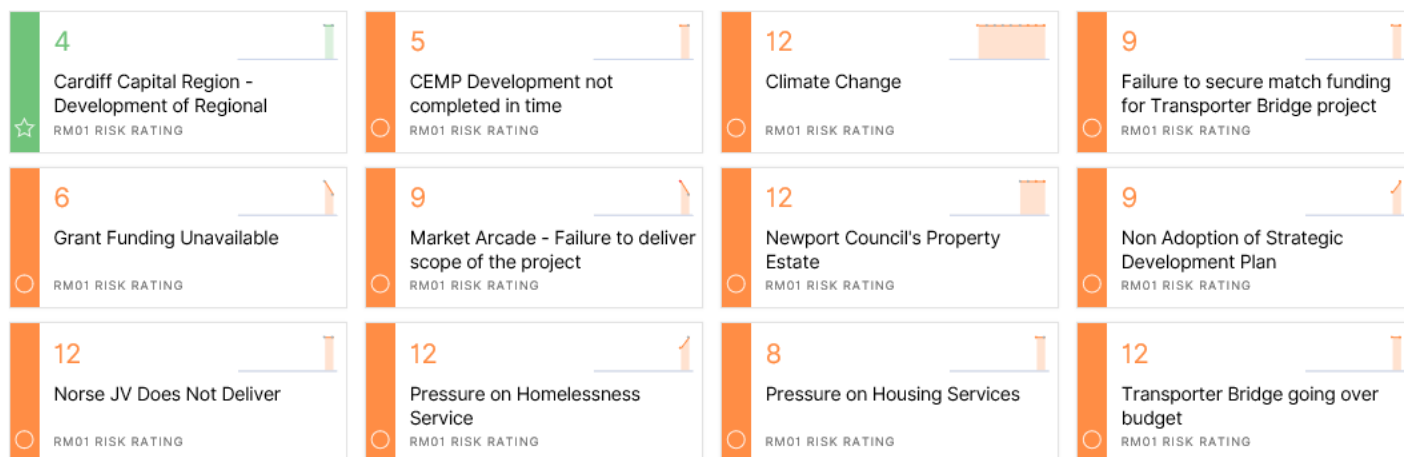 4
Cardiff Capital Region -
Development of Regional
RM01 RISK RATING
5
CEMP Development not
completed in time
RM01 RISK RATING
12
Climate Change
RM01 RISK RATING
9
Failure to secure match funding
for Transporter Bridge project
RM01 RISK RATING
6
Grant Funding Unavailable
RM01 RISK RATING
9
Market Arcade - Failure to deliver
scope of the project
RM01 RISK RATING
12
Newport Council's Property
Estate
RM01 RISK RATING
9
Non Adoption of Strategic
Development Plan
RM01 RISK RATING
12
Norse JV Does Not Deliver
RM01 RISK RATING
12
Pressure on Homelessness
Service
RM01 RISK RATING
8
Pressure on Housing Services
RM01 RISK RATING
12
Transporter Bridge going over
budget
RM01 RISK RATING